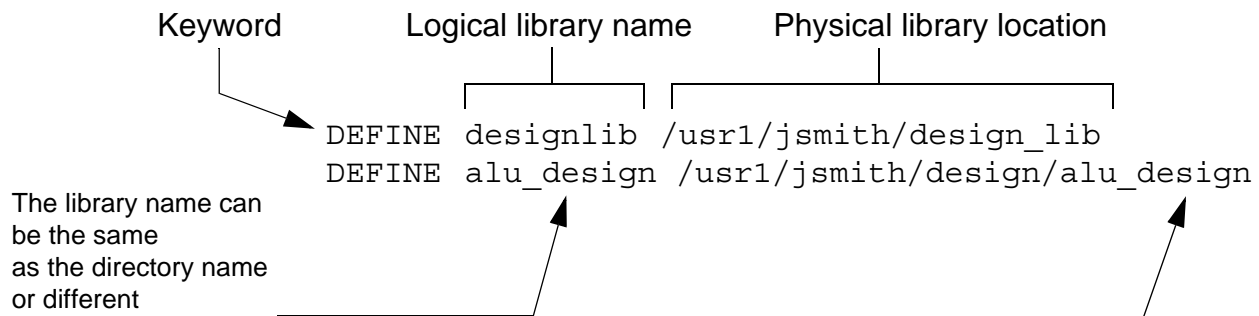 Keyword Logical library name Physical library location
DEFINE designlib /usr1/jsmith/design_lib
DEFINE alu_design /usr1/jsmith/design/alu_design
The library name can
be the same
as the directory name
or different